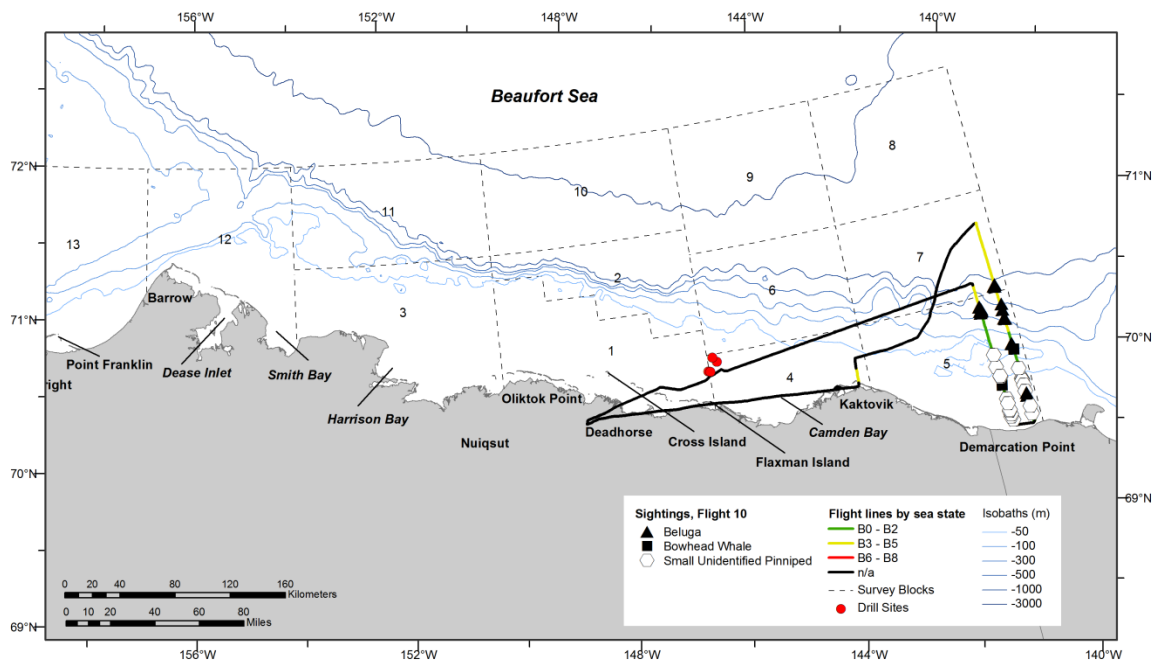 156°W 152°W 148°W 144°W 140°W
Beaufort Sea
8
72°N 71°N
9
10
11
13 12 7
2 6
3
Barrow
71°N 70°N
Point Franklin 1
Dease Inlet 5
right Smith Bay 4
Harrison Bay Oliktok Point Kaktovik
Deadhorse Camden Bay
Nuiqsut Cross Island Demarcation Point
Flaxman Island
70°N 69°N
Sightings, Flight 10
Beluga
Bowhead Whale
Small Unidentified Pinniped
Flight lines by sea state
B0 - B2
B3 - B5
B6 - B8
n/a
Survey Blocks
Drill Sites
Isobaths (m)
-50
-100
-300
-500
-1000
-3000
0 20 40 80 120 160
Kilometers
0 10 20 40 60 80
Miles
69°N
156°W 152°W 148°W 144°W 142°W 140°W